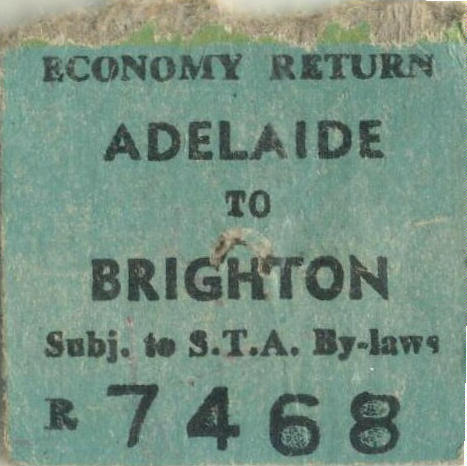 ECONOMY RETURN
ADELAIDE
TO
BRIGHTON
Subj. to S.T.A. By-laws
R 7468